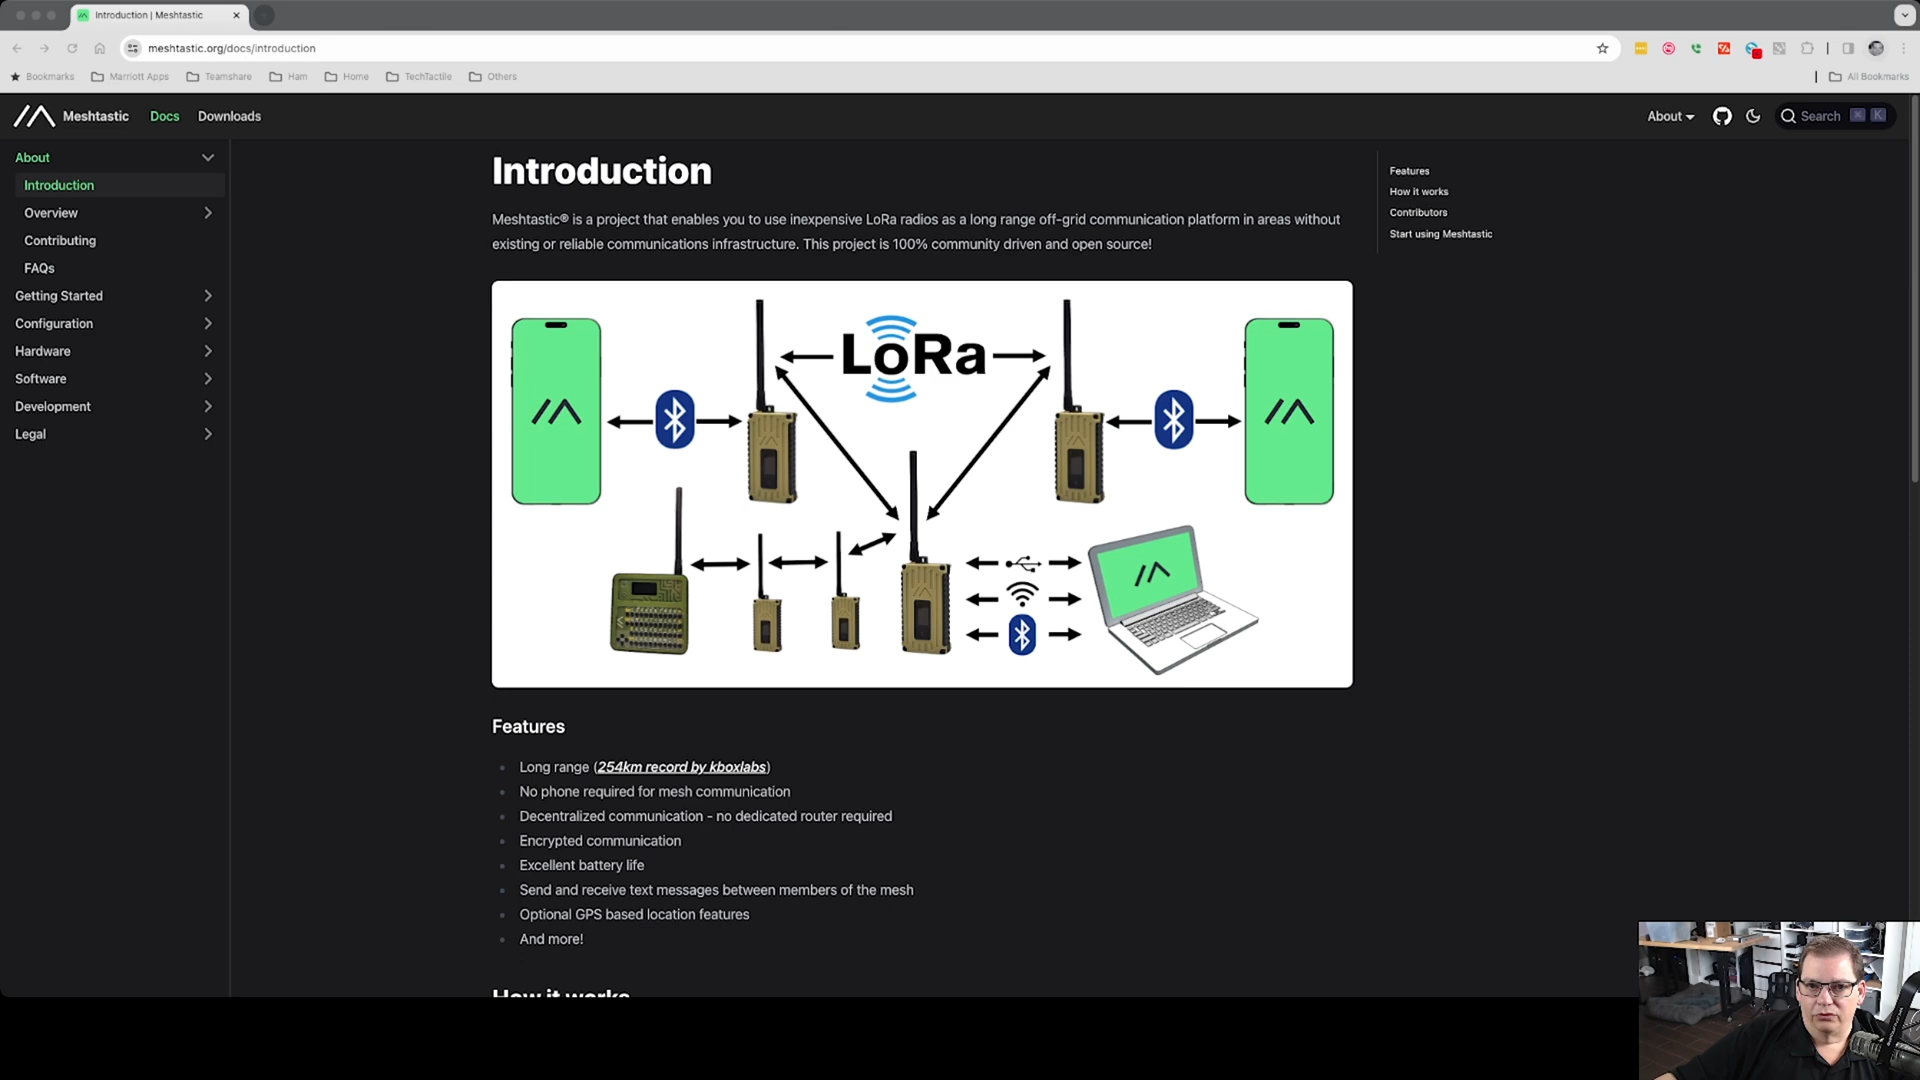 Introduction | Meshtastic
meshtastic.org/docs/introduction
Bookmarks Marriott Apps Teamshare Ham Home TechTactile Others All Bookmarks
Meshtastic Docs Downloads About Search ⌘ K
About
Introduction
Overview
Contributing
FAQs
Getting Started
Configuration
Hardware
Software
Development
Legal
Introduction
Meshtastic® is a project that enables you to use inexpensive LoRa radios as a long range off-grid communication platform in areas without
existing or reliable communications infrastructure. This project is 100% community driven and open source!
LoRa
Features
Long range (254km record by kboxlabs)
No phone required for mesh communication
Decentralized communication - no dedicated router required
Encrypted communication
Excellent battery life
Send and receive text messages between members of the mesh
Optional GPS based location features
And more!
How it works
Features
How it works
Contributors
Start using Meshtastic